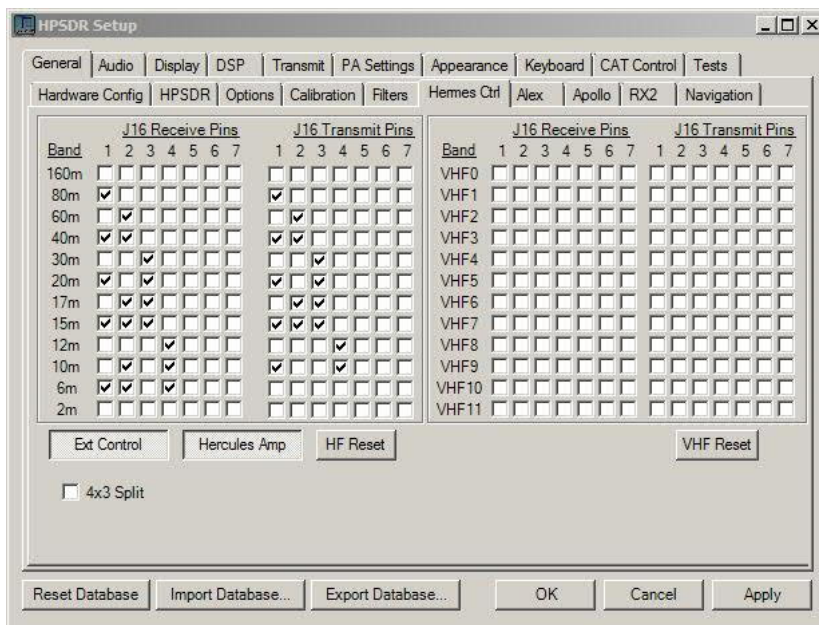 HPSDR Setup
General Audio Display DSP Transmit PA Settings Appearance Keyboard CAT Control Tests
Hardware Config HPSDR Options Calibration Filters Hermes Ctrl Alex Apollo RX2 Navigation
J16 Receive Pins J16 Transmit Pins J16 Receive Pins J16 Transmit Pins
Band 1 2 3 4 5 6 7 1 2 3 4 5 6 7 Band 1 2 3 4 5 6 7 1 2 3 4 5 6 7
160m VHF0
80m VHF1
60m VHF2
40m VHF3
30m VHF4
20m VHF5
17m VHF6
15m VHF7
12m VHF8
10m VHF9
6m VHF10
2m VHF11
Ext Control Hercules Amp HF Reset VHF Reset
4x3 Split
Reset Database Import Database... Export Database... OK Cancel Apply